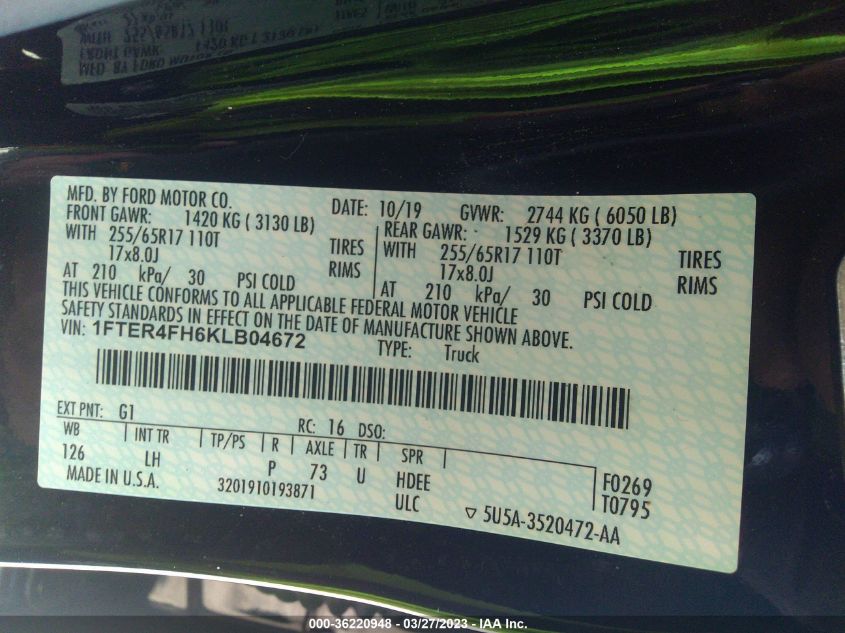 MFD. BY FORD MOTOR CO.
DATE: 10/19 GVWR: 2744 KG ( 6050 LB)
FRONT GAWR: 1420 KG ( 3130 LB)
WITH 255/65R17 110T TIRES
17x8.0J RIMS
AT 210 kPa/ 30 PSI COLD
REAR GAWR: 1529 KG ( 3370 LB)
WITH 255/65R17 110T TIRES
17x8.0J RIMS
AT 210 kPa/ 30 PSI COLD
THIS VEHICLE CONFORMS TO ALL APPLICABLE FEDERAL MOTOR VEHICLE
SAFETY STANDARDS IN EFFECT ON THE DATE OF MANUFACTURE SHOWN ABOVE.
VIN: 1FTER4FH6KLB04672
TYPE: Truck
EXT PNT: G1 RC: 16 DSO:
WB INT TR TP/PS R AXLE TR SPR
126 LH P 73 U HDEE F0269
ULC T0795
MADE IN U.S.A. 3201910193871 5U5A-3520472-AA
000-36220948 — 03/27/2023 — IAA Inc.